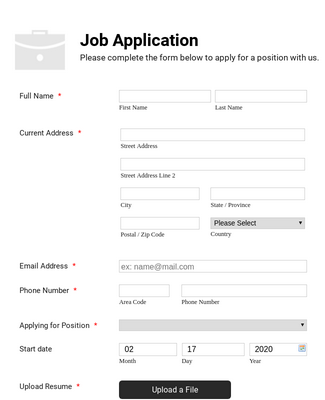 Job Application
Please complete the form below to apply for a position with us.
Full Name *
First Name Last Name
Current Address *
Street Address
Street Address Line 2
City State / Province
Please Select
Postal / Zip Code Country
Email Address * ex: name@mail.com
Phone Number *
Area Code Phone Number
Applying for Position *
Start date 02 17 2020
Month Day Year
Upload Resume * Upload a File